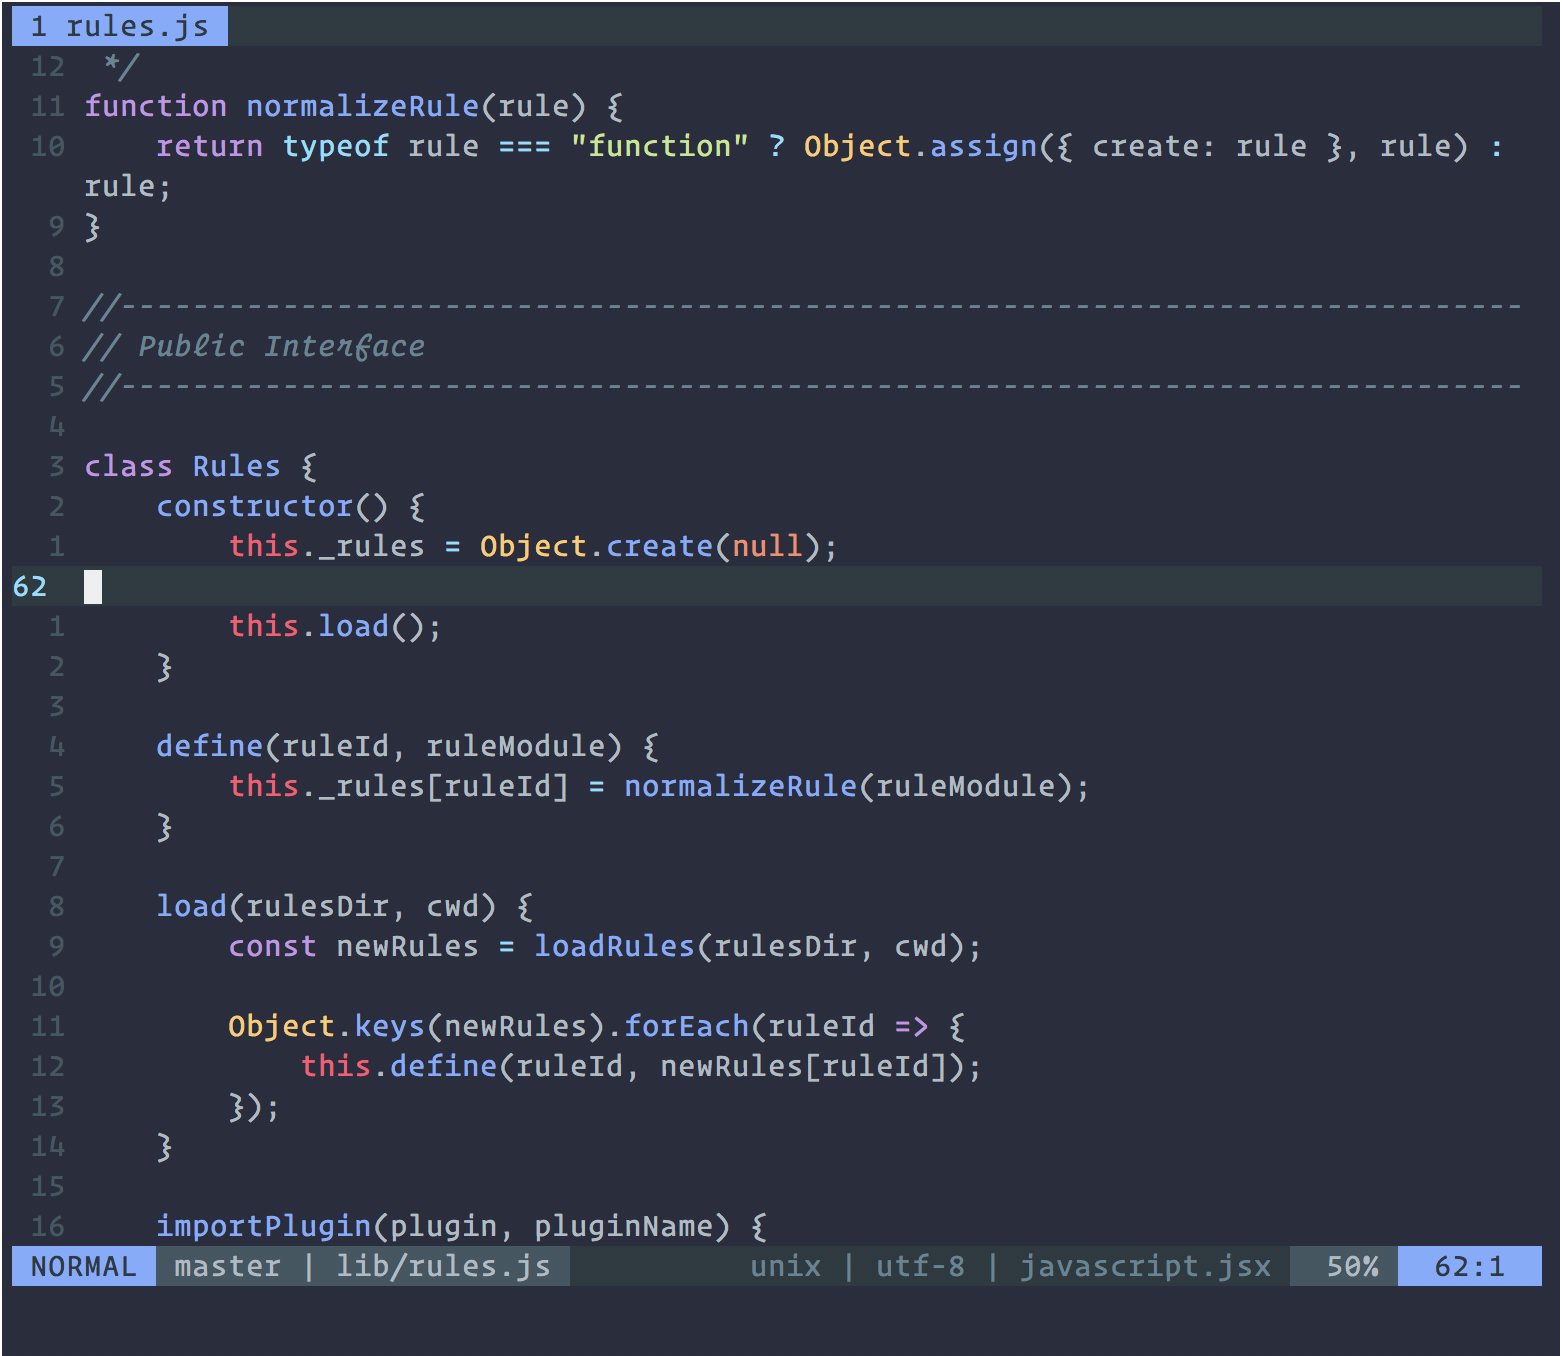 1 rules.js
12  */
11 function normalizeRule(rule) {
10     return typeof rule === "function" ? Object.assign({ create: rule }, rule) :
rule;
9 }
8
7 //------------------------------------------------------------------------------
6 // Public Interface
5 //------------------------------------------------------------------------------
4
3 class Rules {
2     constructor() {
1         this._rules = Object.create(null);
62
1         this.load();
2     }
3
4     define(ruleId, ruleModule) {
5         this._rules[ruleId] = normalizeRule(ruleModule);
6     }
7
8     load(rulesDir, cwd) {
9         const newRules = loadRules(rulesDir, cwd);
10
11         Object.keys(newRules).forEach(ruleId => {
12             this.define(ruleId, newRules[ruleId]);
13         });
14     }
15
16     importPlugin(plugin, pluginName) {
NORMAL master | lib/rules.js unix | utf-8 | javascript.jsx 50% 62:1